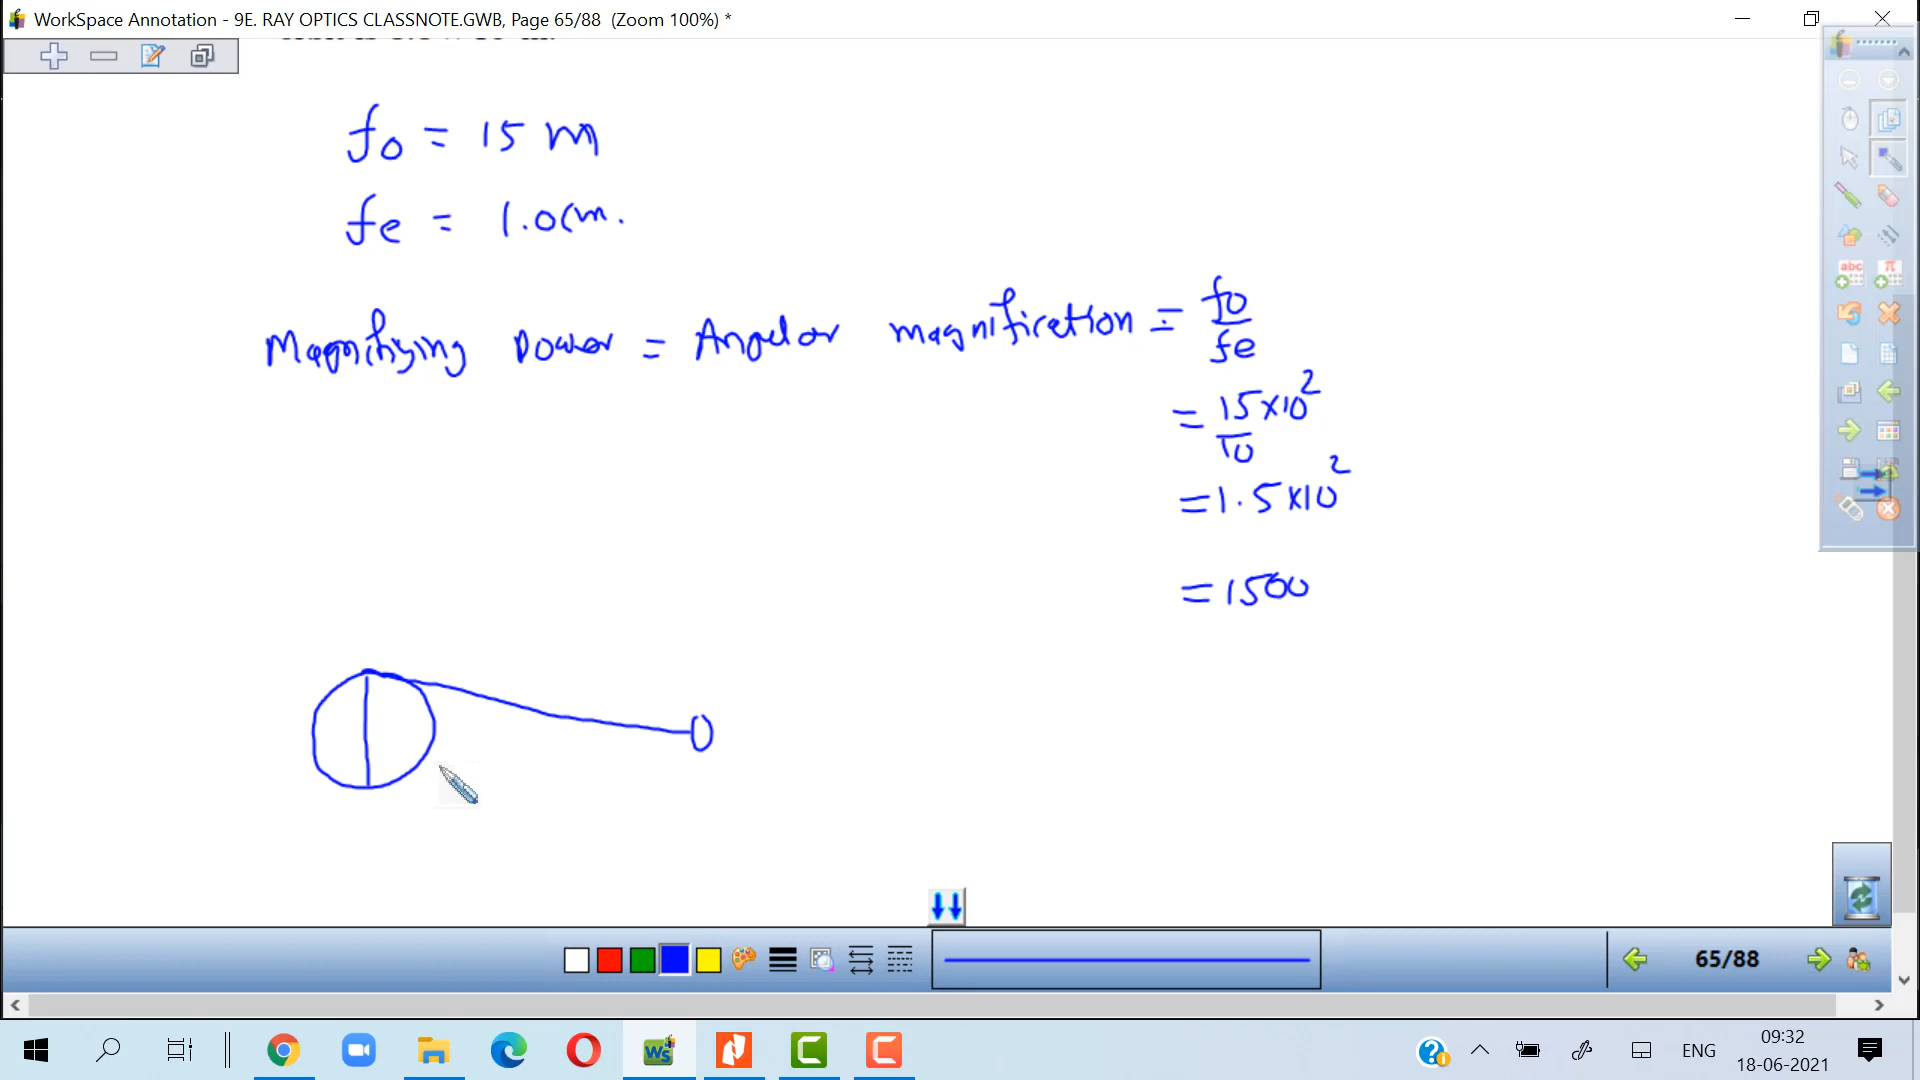 WorkSpace Annotation - 9E. RAY OPTICS CLASSNOTE.GWB, Page 65/88 (Zoom 100%) *
fo = 15 m
fe = 1.0cm.
Magnifying power = Angular magnification = fo
fe
= 15×10²
10
= 1.5×10²
= 1500
abc
π
65/88
Ws
ENG
09:32
18-06-2021